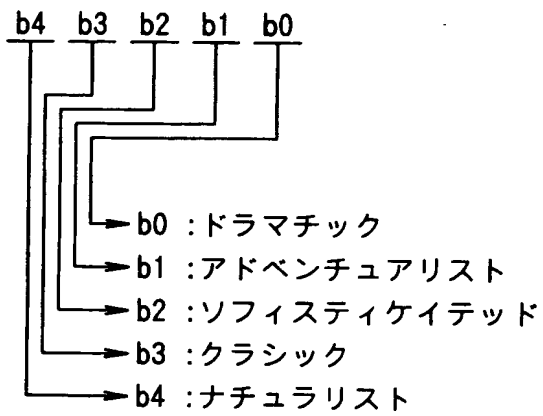 b4 b3 b2 b1 b0
b0 :ドラマチック
b1 :アドベンチュアリスト
b2 :ソフィスティケイテッド
b3 :クラシック
b4 :ナチュラリスト